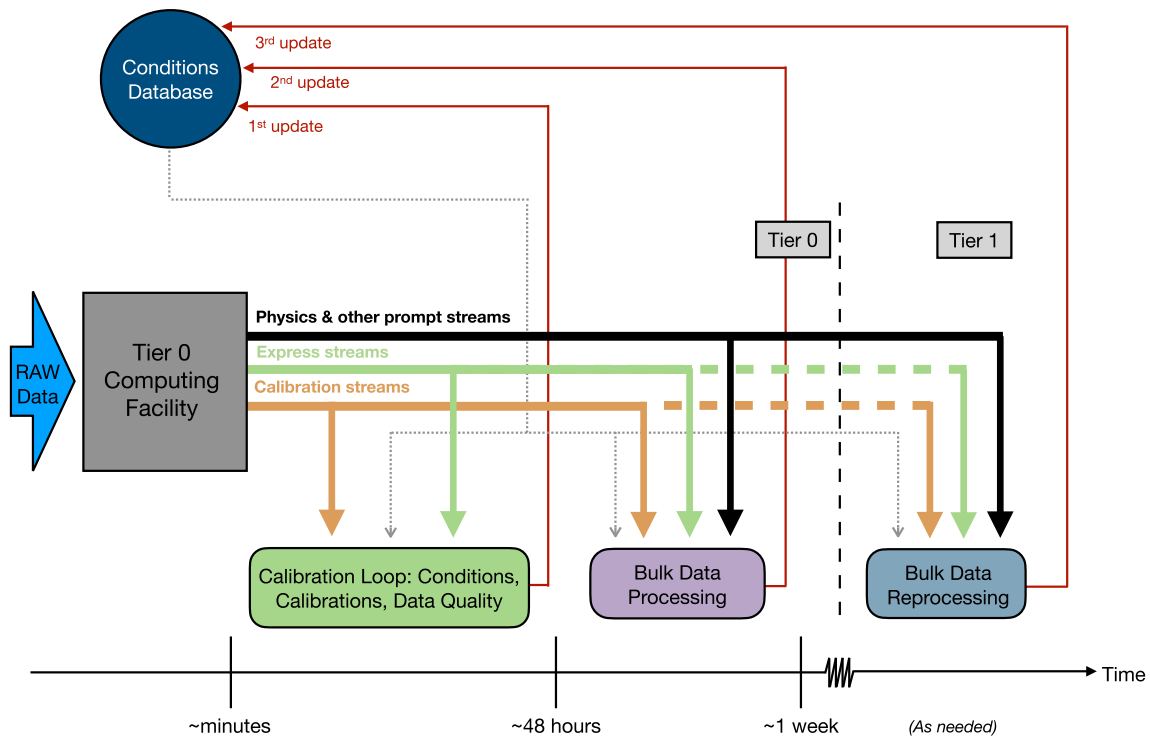 Conditions
Database
3rd update
2nd update
1st update
Tier 0
Tier 1
RAW
Data
Tier 0
Computing
Facility
Physics & other prompt streams
Express streams
Calibration streams
Calibration Loop: Conditions,
Calibrations, Data Quality
Bulk Data
Processing
Bulk Data
Reprocessing
Time
~minutes
~48 hours
~1 week
(As needed)